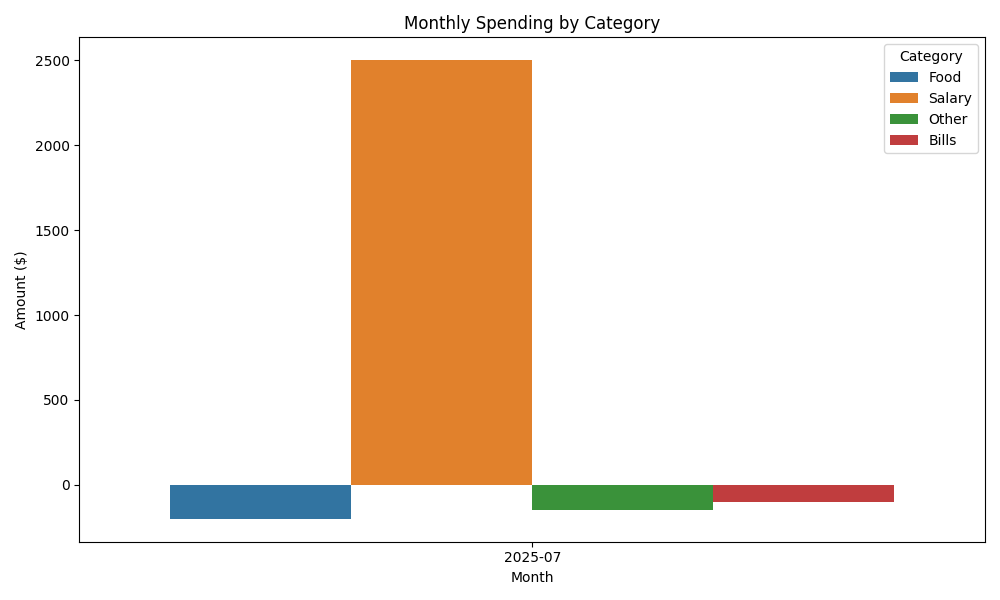 Monthly Spending by Category
Category
Food
Salary
Other
Bills
2500
2000
1500
1000
500
0
Amount ($)
2025-07
Month